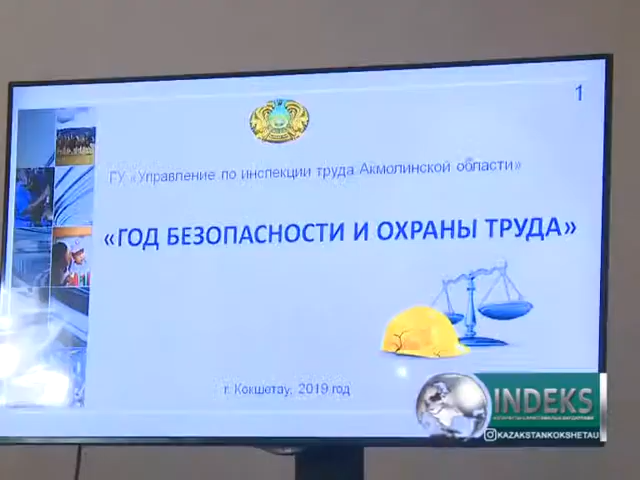 1
ГУ «Управление по инспекции труда Акмолинской области»
«ГОД БЕЗОПАСНОСТИ И ОХРАНЫ ТРУДА»
г. Кокшетау, 2019 год
INDEKS
KAZAKSTANKOKSHETAU